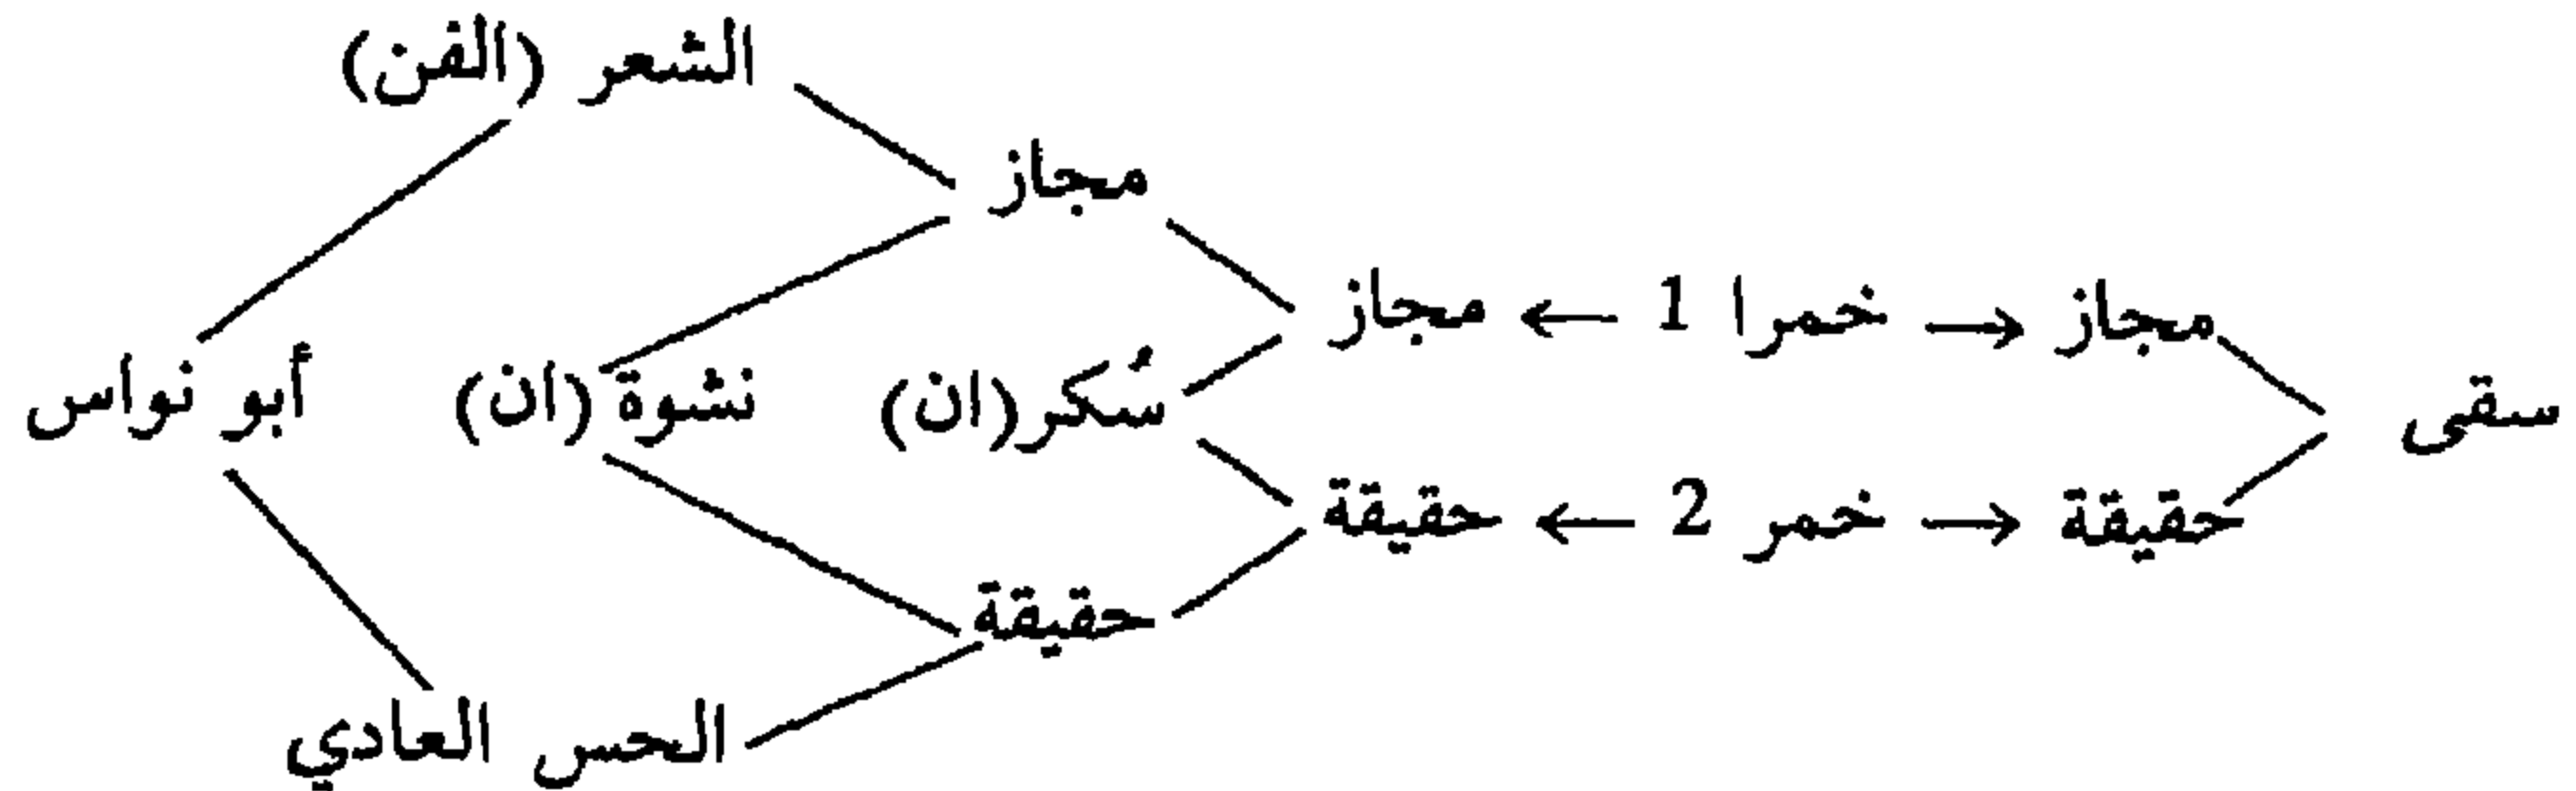 الشعر (الفن)
مجاز
سقى مجاز ← خمرا 1 → مجاز
سُكر(ان) نشوة (ان) أبو نواس
حقيقة ← خمر 2 → حقيقة
حقيقة
الحس العادي